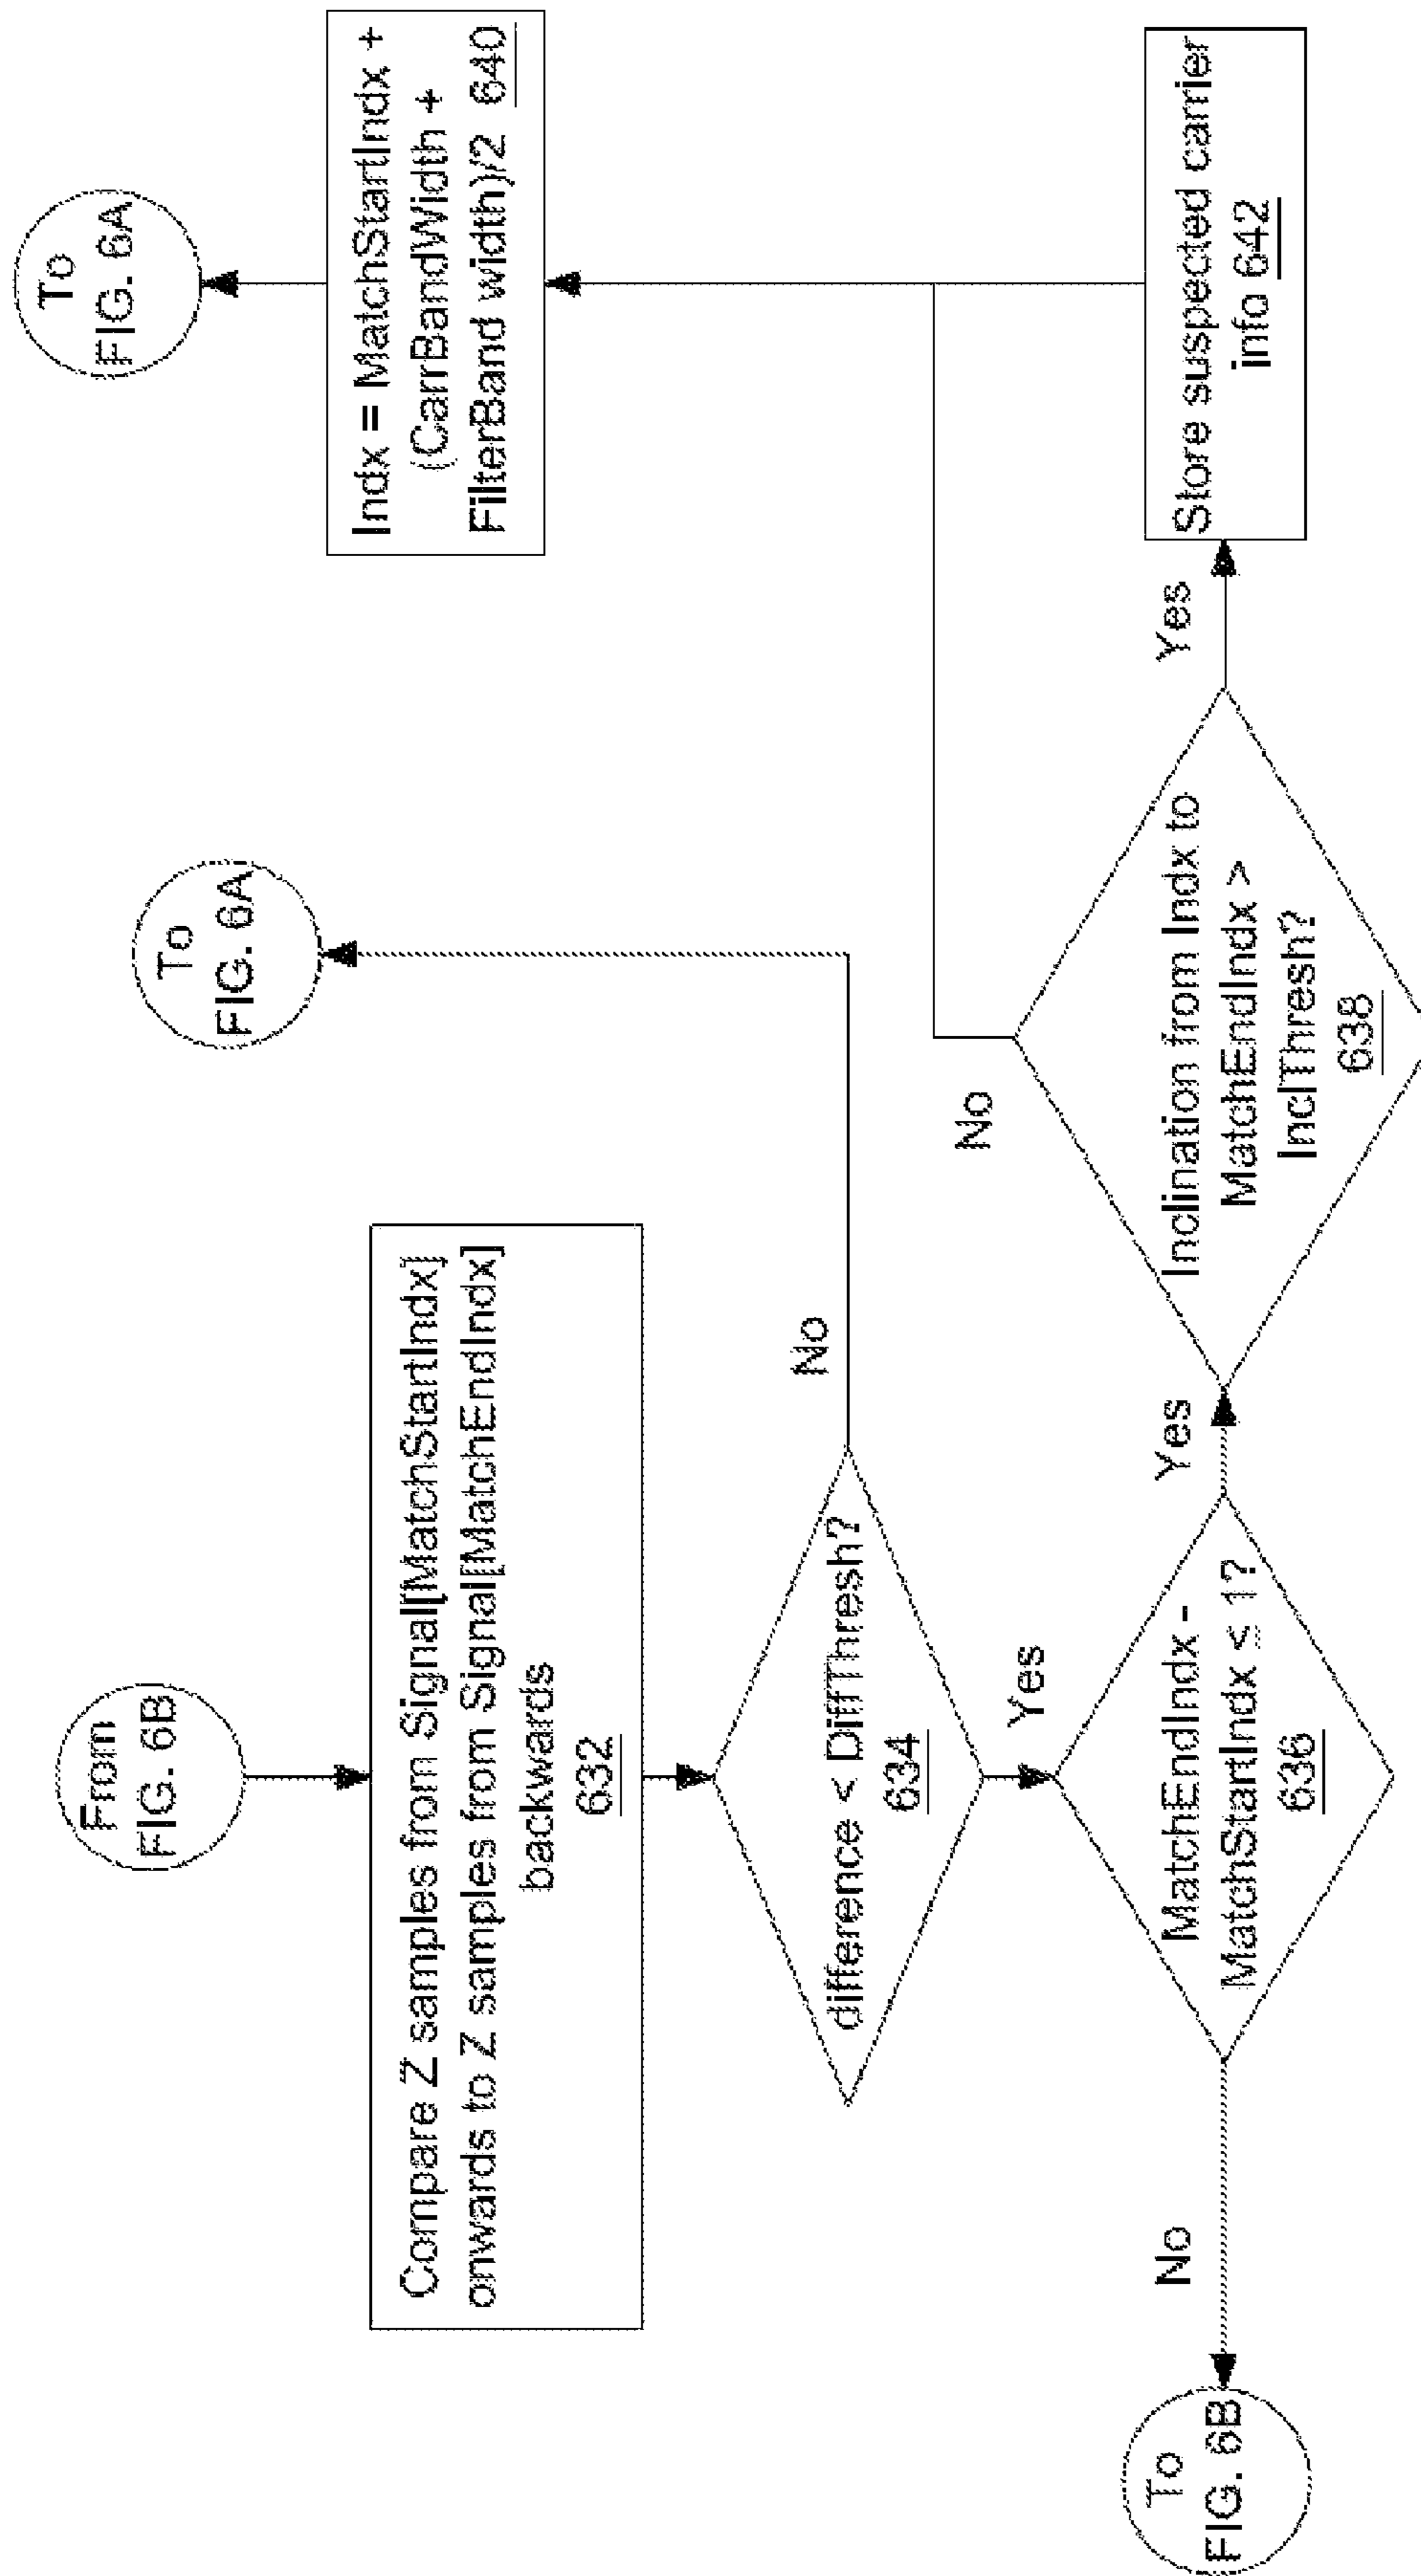 From
FIG. 6B
Compare Z samples from Signal[MatchStartIndx]
onwards to Z samples from Signal[MatchEndIndx]
backwards
632
difference < DiffThresh?
634
No
To
FIG. 6A
Yes
MatchEndIndx -
MatchStartIndx ≤ 1?
636
No
To
FIG. 6B
Yes
Inclination from Indx to
MatchEndIndx >
InclThresh?
638
No
Yes
Store suspected carrier
info 642
Indx = MatchStartIndx +
(CarrBandWidth +
FilterBand width)/2 640
To
FIG. 6A